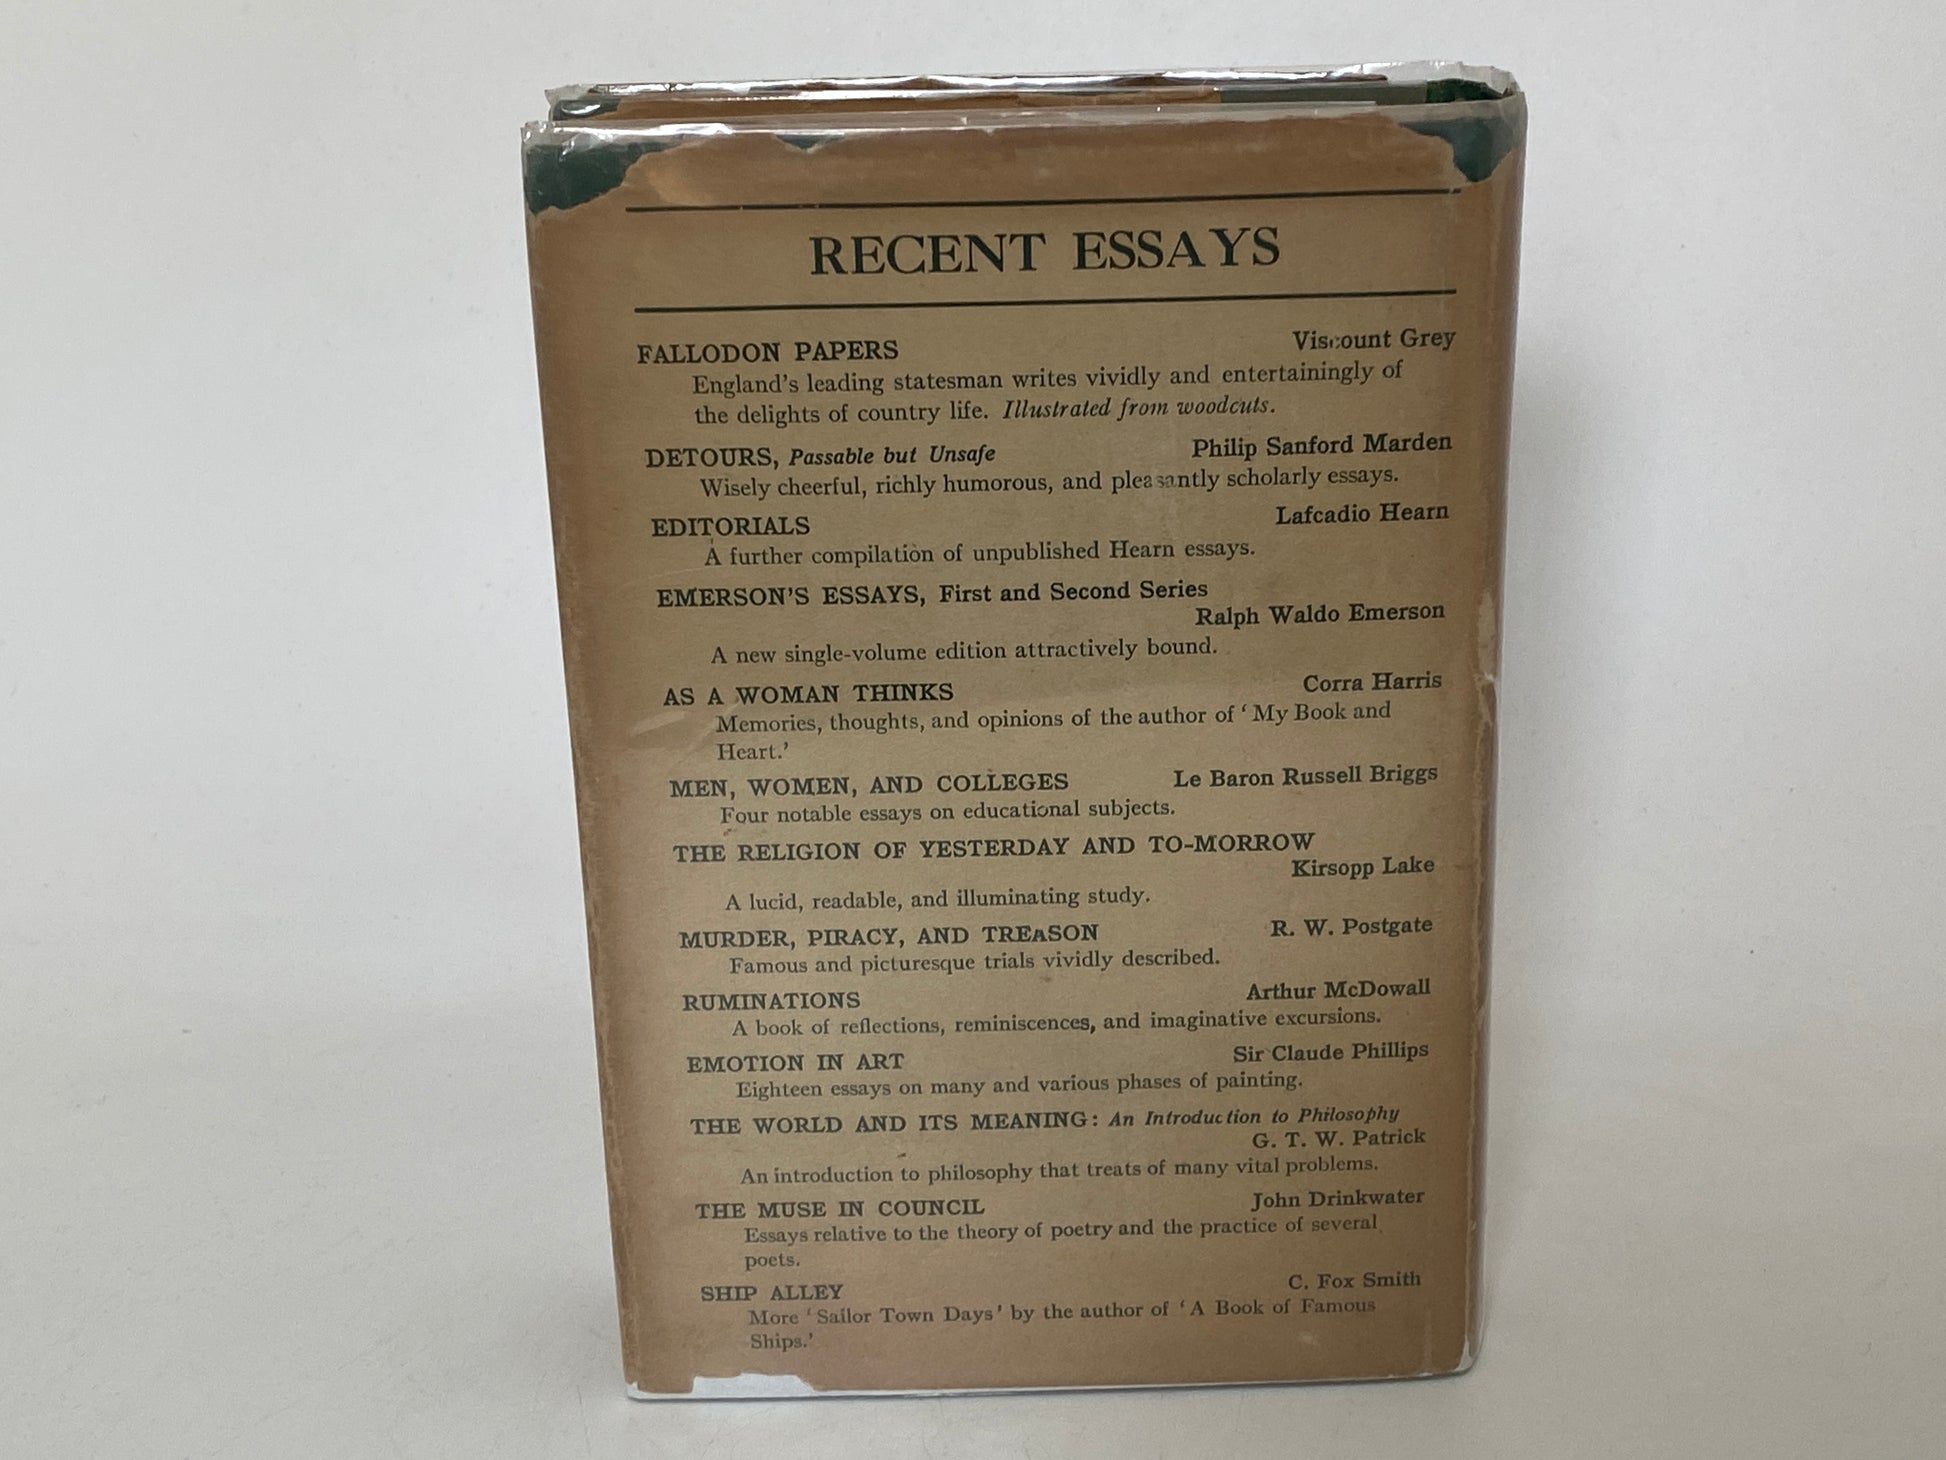 RECENT ESSAYS
FALLODON PAPERS Viscount Grey
England's leading statesman writes vividly and entertainingly of
the delights of country life. Illustrated from woodcuts.
DETOURS, Passable but Unsafe Philip Sanford Marden
Wisely cheerful, richly humorous, and pleasantly scholarly essays.
EDITORIALS Lafcadio Hearn
A further compilation of unpublished Hearn essays.
EMERSON'S ESSAYS, First and Second Series
Ralph Waldo Emerson
A new single-volume edition attractively bound.
AS A WOMAN THINKS Corra Harris
Memories, thoughts, and opinions of the author of 'My Book and
Heart.'
MEN, WOMEN, AND COLLEGES Le Baron Russell Briggs
Four notable essays on educational subjects.
THE RELIGION OF YESTERDAY AND TO-MORROW
Kirsopp Lake
A lucid, readable, and illuminating study.
MURDER, PIRACY, AND TREASON R. W. Postgate
Famous and picturesque trials vividly described.
RUMINATIONS Arthur McDowall
A book of reflections, reminiscences, and imaginative excursions.
EMOTION IN ART Sir Claude Phillips
Eighteen essays on many and various phases of painting.
THE WORLD AND ITS MEANING: An Introduction to Philosophy
G. T. W. Patrick
An introduction to philosophy that treats of many vital problems.
THE MUSE IN COUNCIL John Drinkwater
Essays relative to the theory of poetry and the practice of several
poets.
SHIP ALLEY C. Fox Smith
More 'Sailor Town Days' by the author of 'A Book of Famous
Ships.'